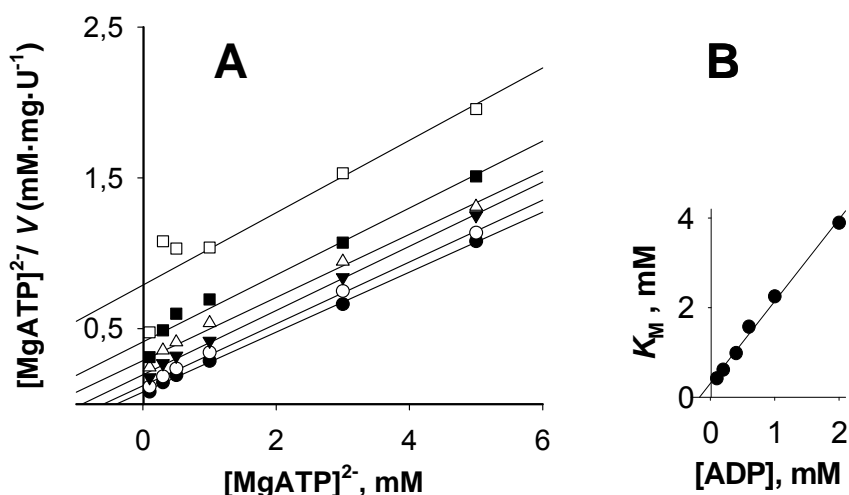 A
B
2,5
1,5
0,5
[MgATP]²⁻/ V (mM·mg·U⁻¹)
0 2 4 6
[MgATP]²⁻, mM
4
2
0
K_M , mM
0 1 2
[ADP], mM